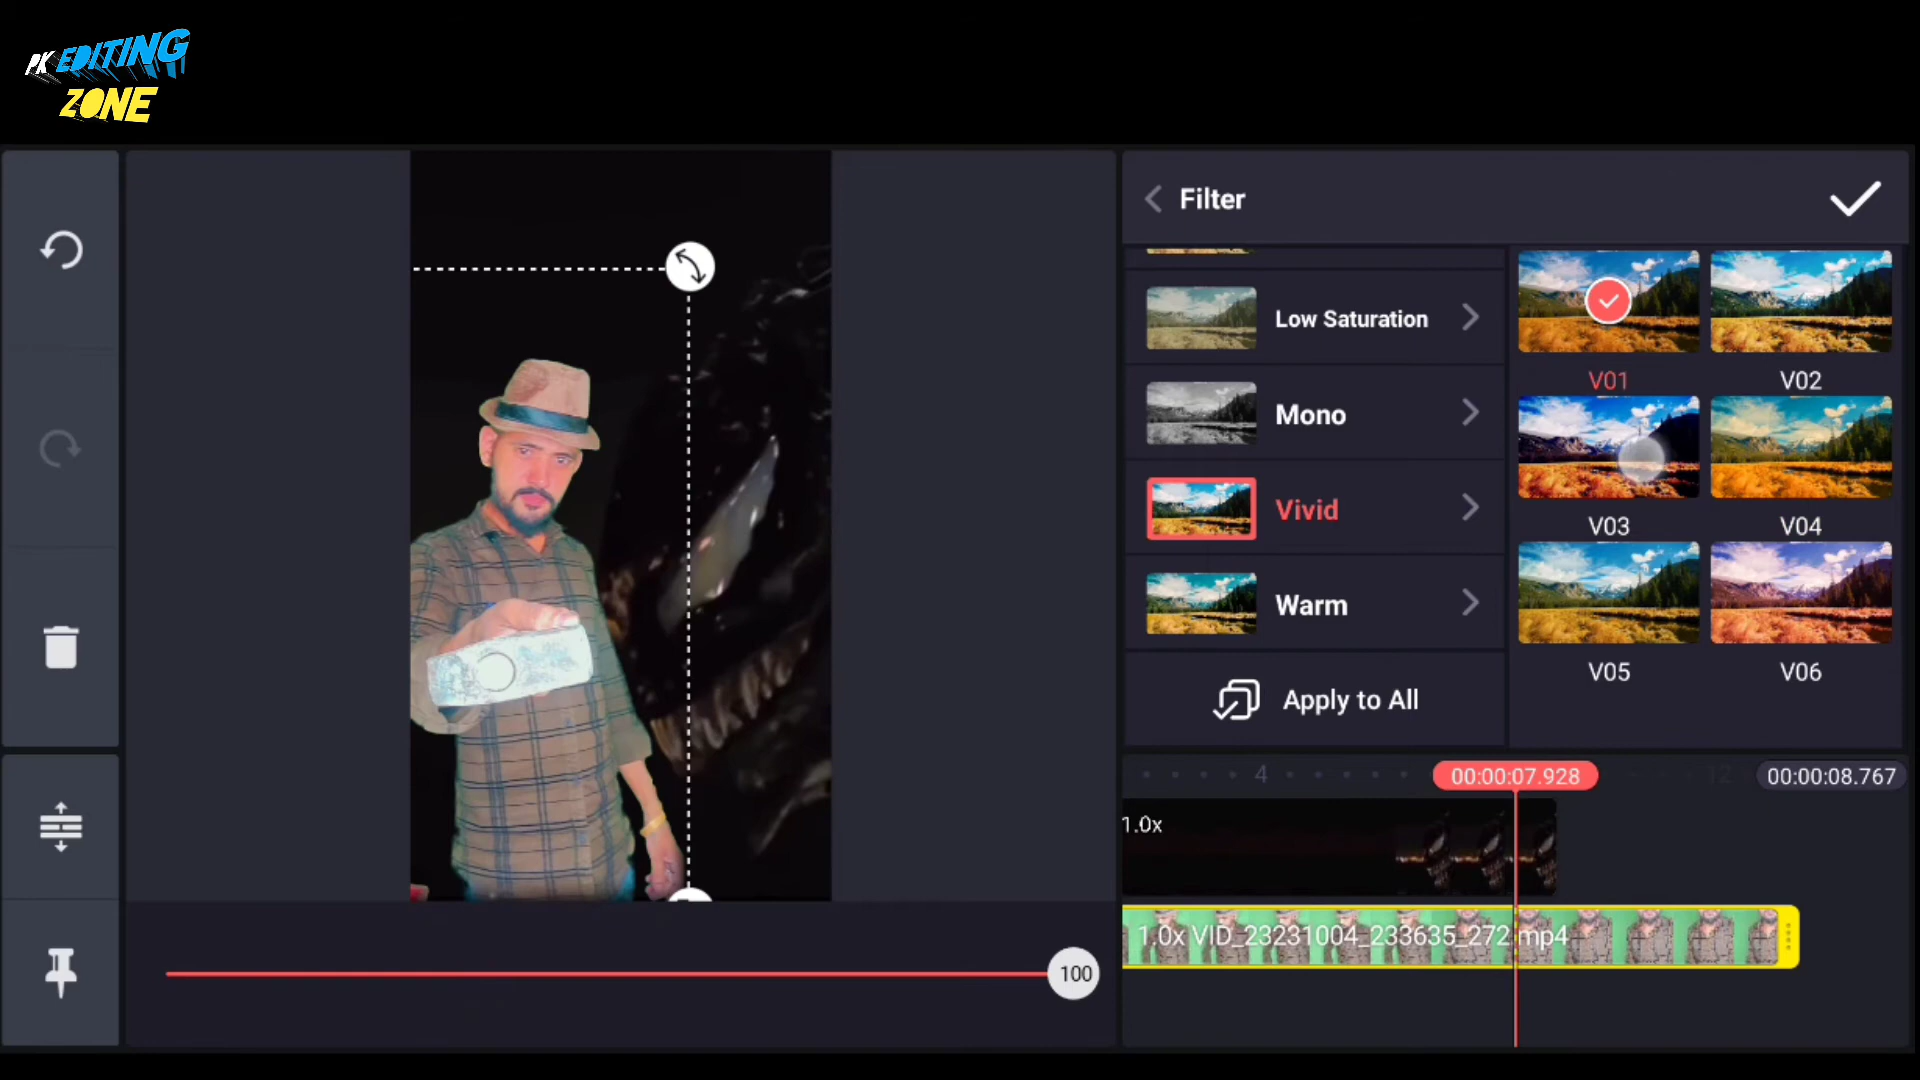 PK EDITING
ZONE
Filter
Low Saturation
Mono
Vivid
Warm
Apply to All
V01
V02
V03
V04
V05
V06
4
00:00:07.928
12
00:00:08.767
1.0x
1.0x VID_23231004_233635_272.mp4
100